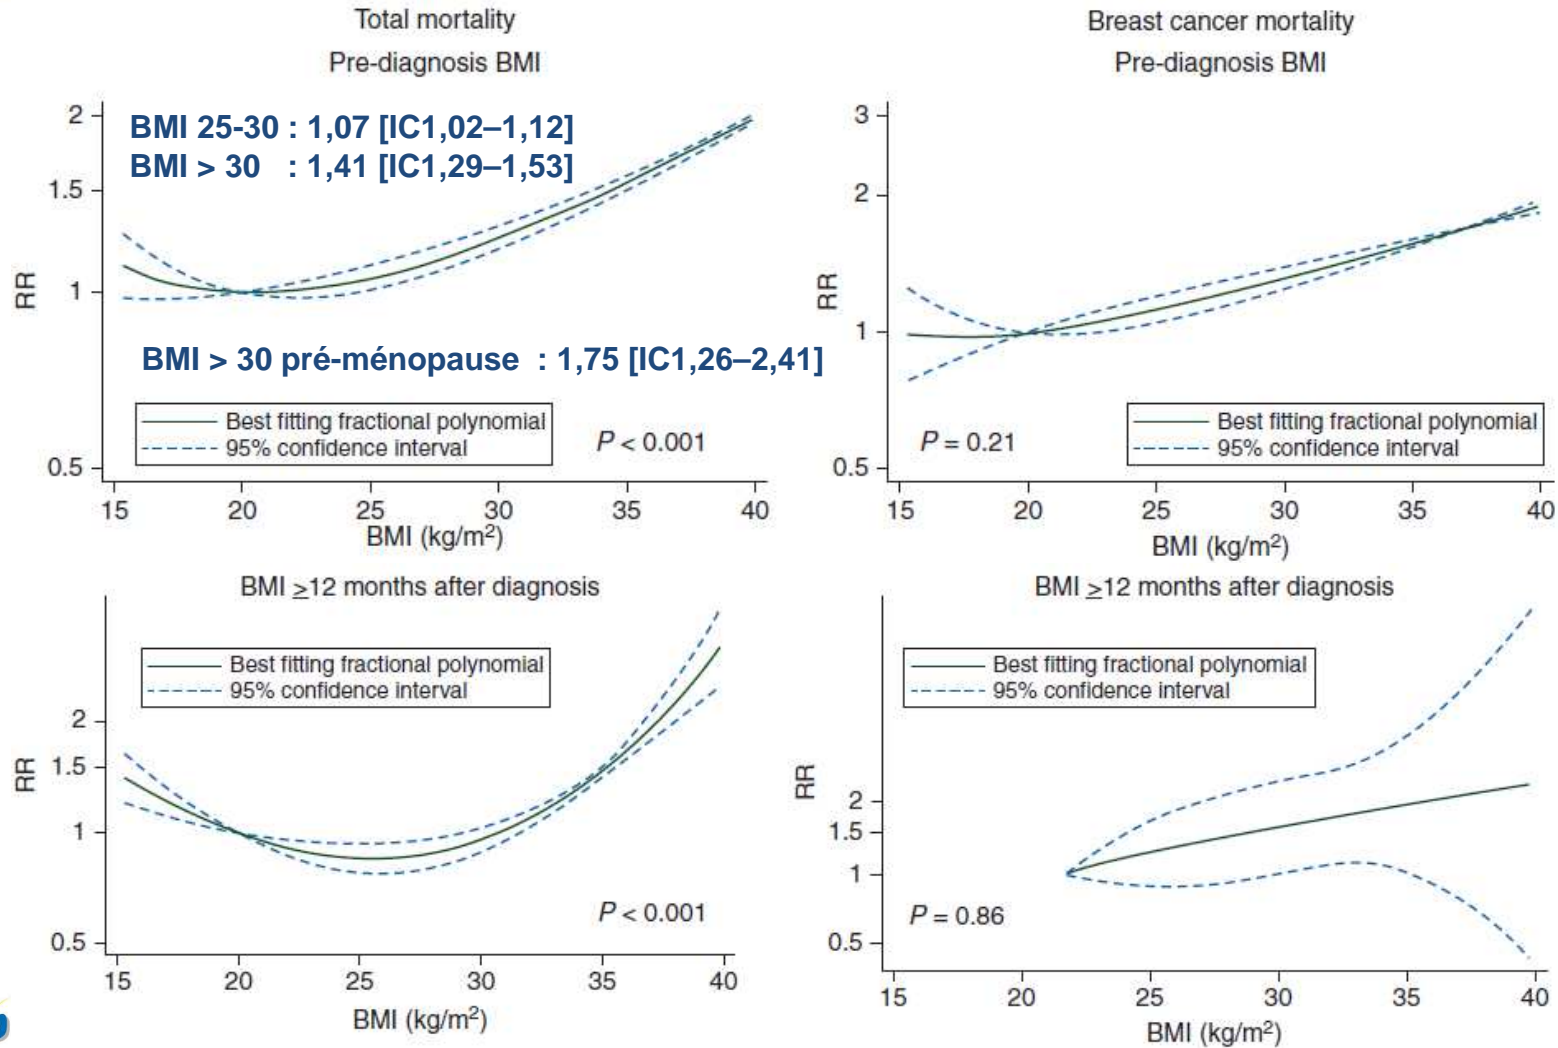 Total mortality
Pre-diagnosis BMI
2
1.5
1
0.5
RR
BMI 25-30 : 1,07 [IC1,02–1,12]
BMI > 30 : 1,41 [IC1,29–1,53]
BMI > 30 pré-ménopause : 1,75 [IC1,26–2,41]
Best fitting fractional polynomial
95% confidence interval
P < 0.001
15 20 25 30 35 40
BMI (kg/m²)
Breast cancer mortality
Pre-diagnosis BMI
3
2
1
0.5
RR
P = 0.21
Best fitting fractional polynomial
95% confidence interval
15 20 25 30 35 40
BMI (kg/m²)
BMI ≥12 months after diagnosis
Best fitting fractional polynomial
95% confidence interval
2
1.5
1
0.5
RR
P < 0.001
15 20 25 30 35 40
BMI (kg/m²)
BMI ≥12 months after diagnosis
Best fitting fractional polynomial
95% confidence interval
2
1.5
1
0.5
RR
P = 0.86
15 20 25 30 35 40
BMI (kg/m²)